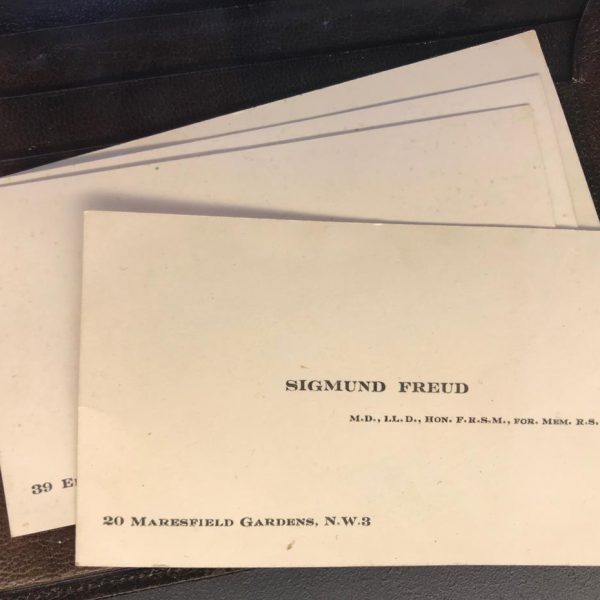 SIGMUND FREUD
M.D., LL.D., HON. F.R.S.M., FOR. MEM. R.S.
20 MARESFIELD GARDENS, N.W.3
39